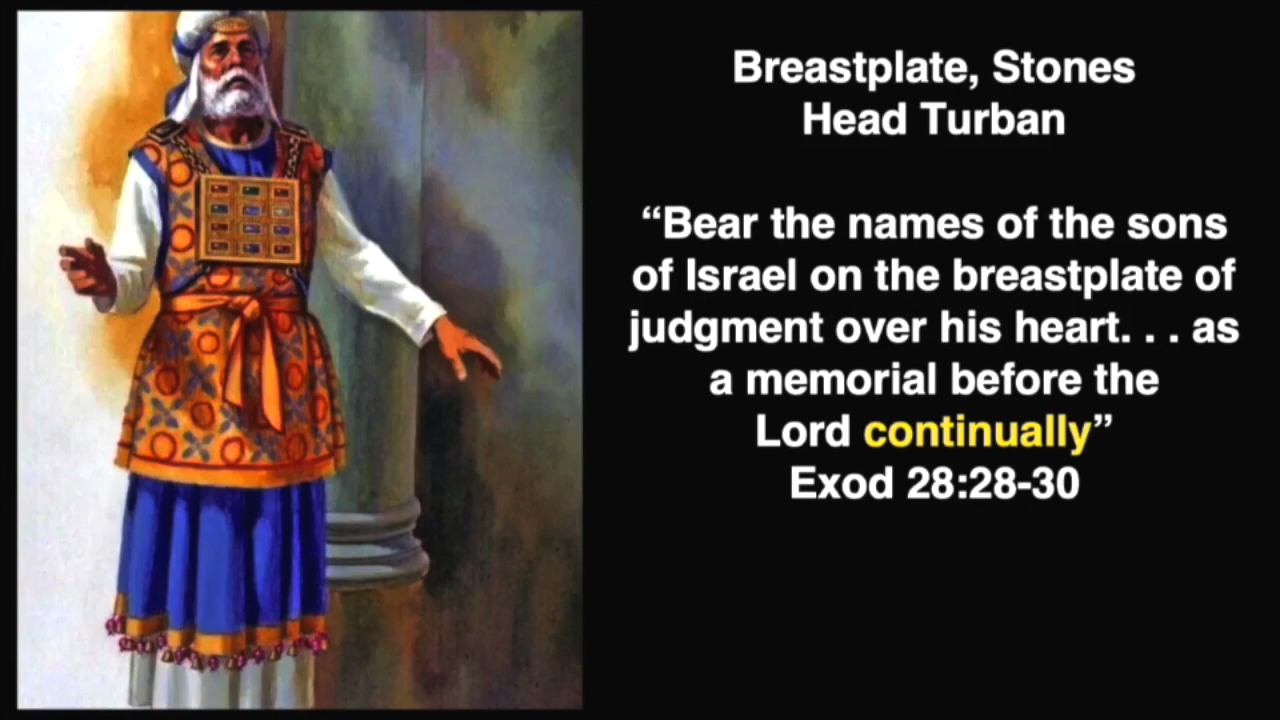 Breastplate, Stones
Head Turban
“Bear the names of the sons
of Israel on the breastplate of
judgment over his heart. . . as
a memorial before the
Lord continually”
Exod 28:28-30